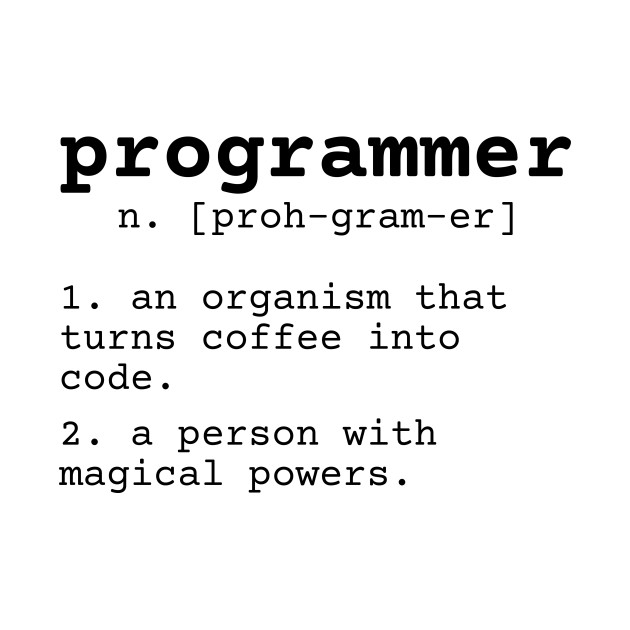 programmer
n. [proh-gram-er]
1. an organism that
turns coffee into
code.
2. a person with
magical powers.